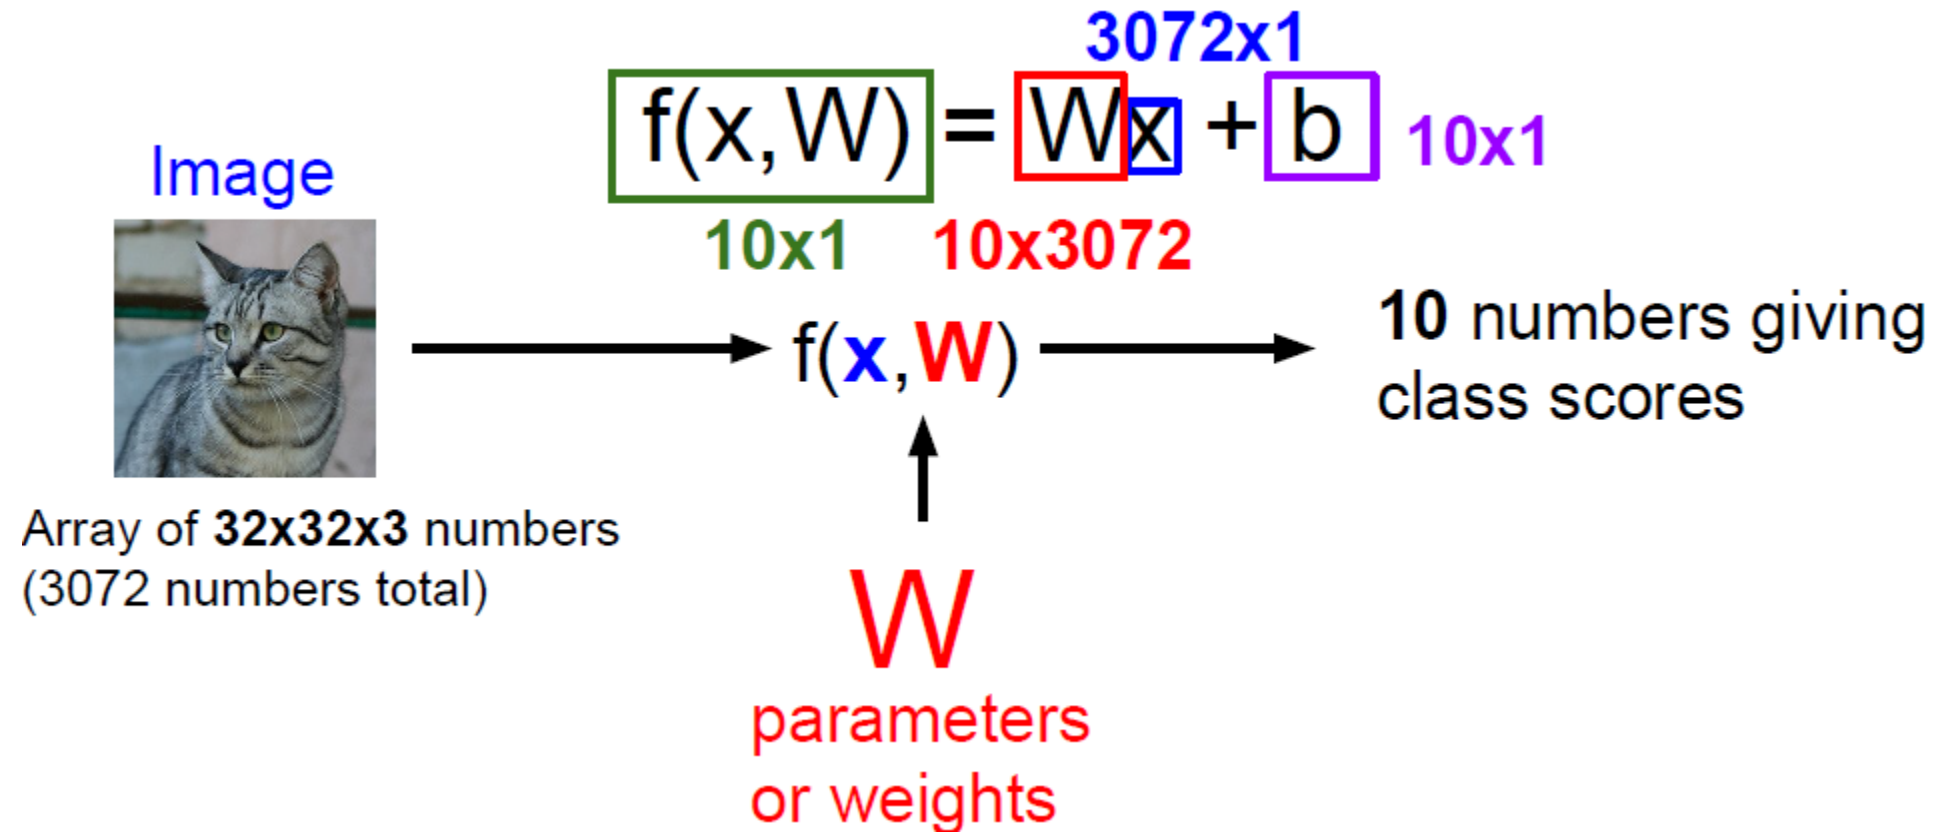 3072x1
f(x,W) = Wx + b 10x1
10x1 10x3072
Image
f(x,W)
10 numbers giving
class scores
Array of 32x32x3 numbers
(3072 numbers total)
W
parameters
or weights